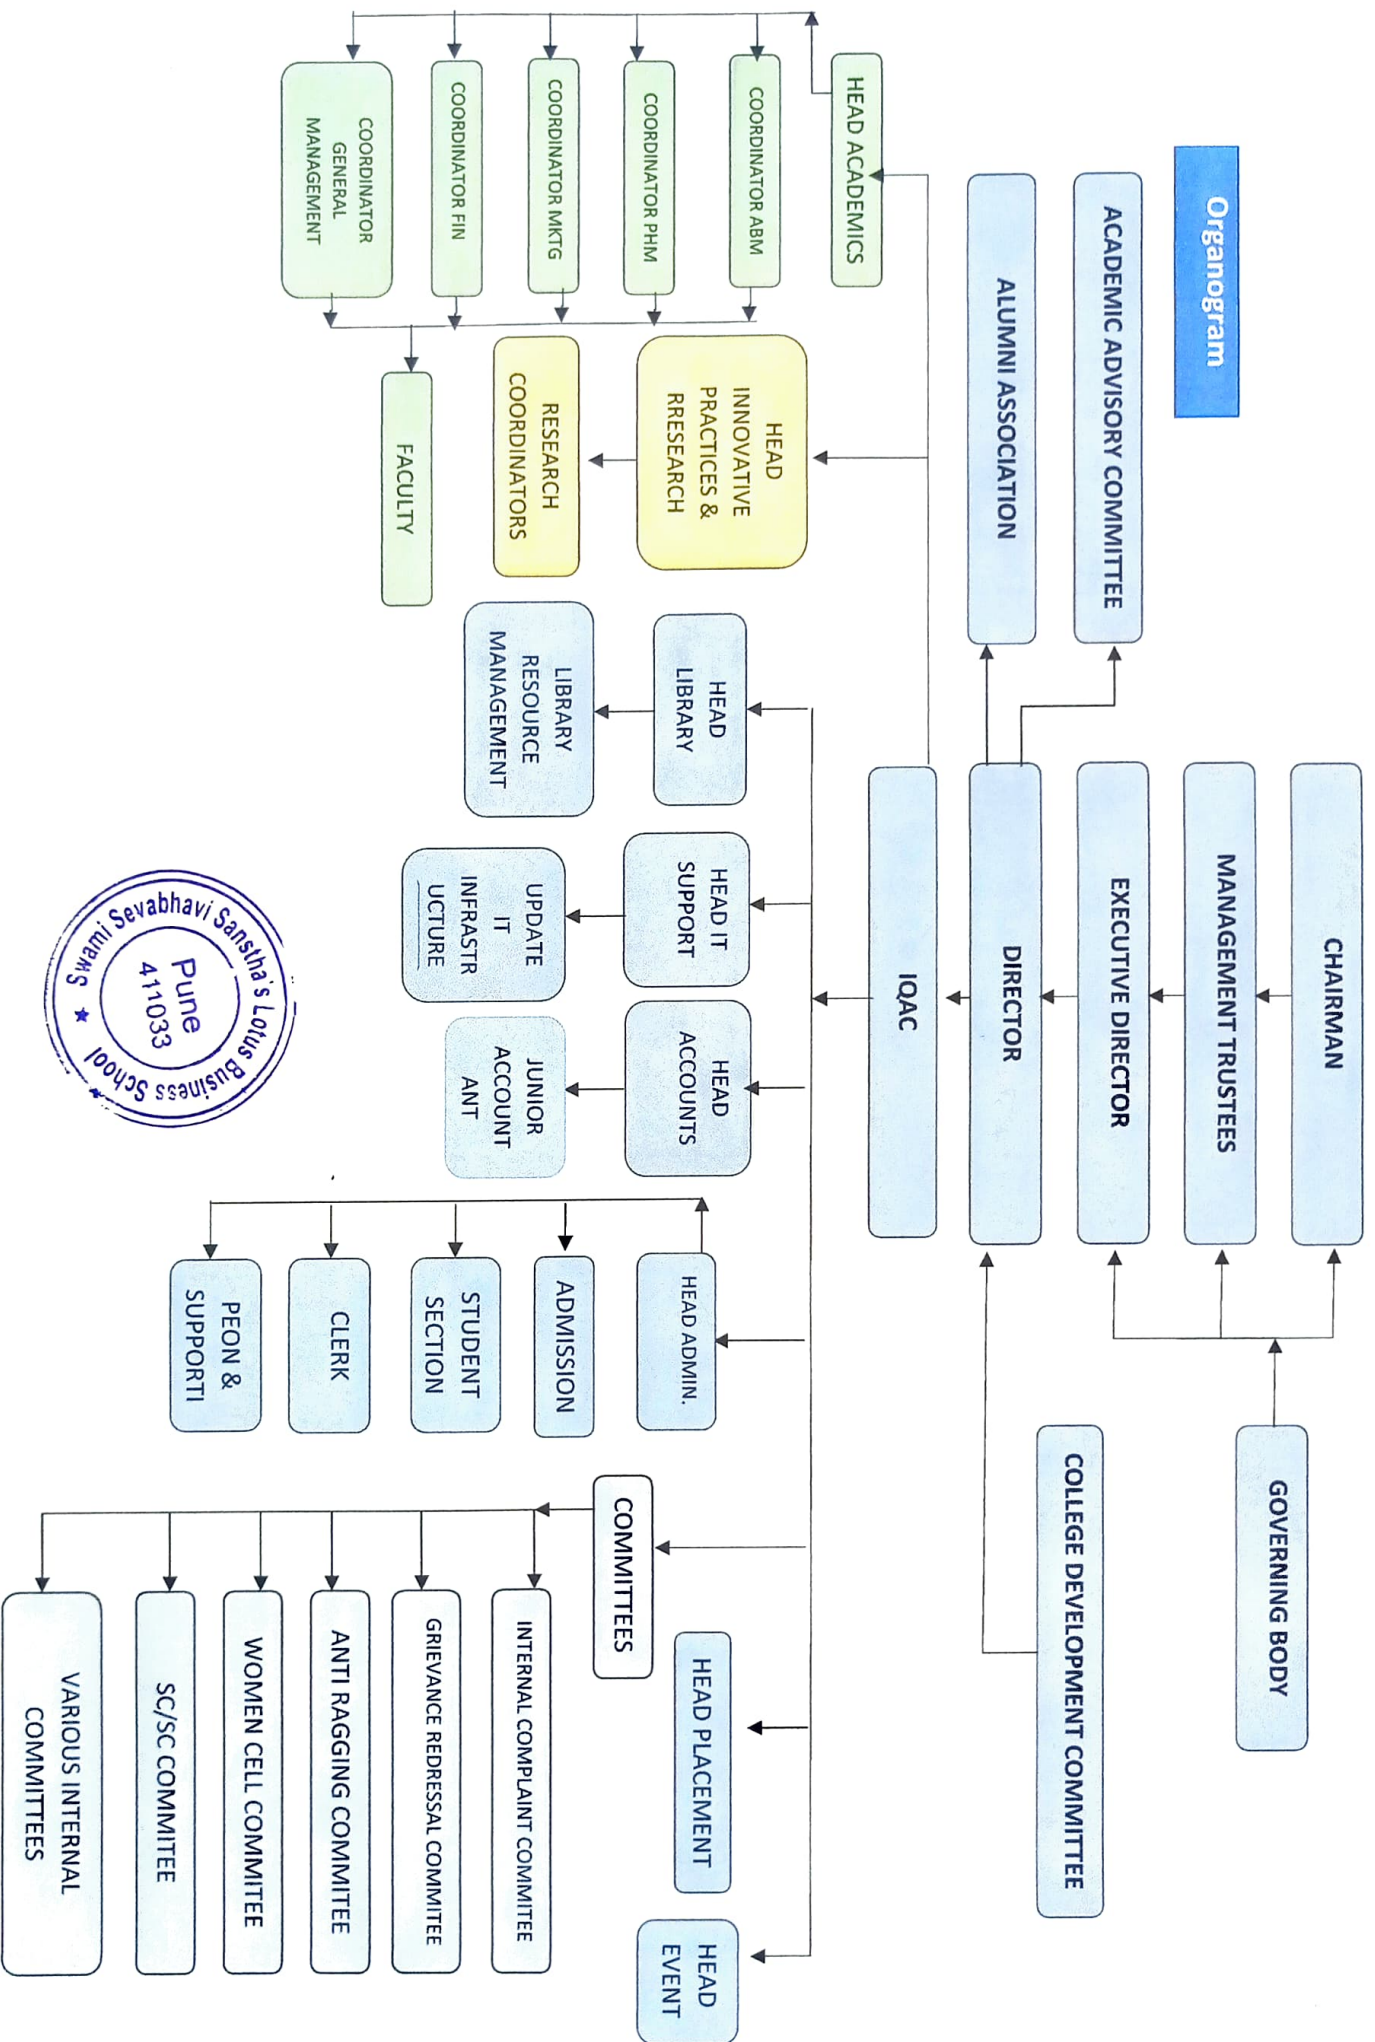 Organogram
CHAIRMAN
GOVERNING BODY
MANAGEMENT TRUSTEES
ACADEMIC ADVISORY COMMITTEE
EXECUTIVE DIRECTOR
COLLEGE DEVELOPMENT COMMITTEE
ALUMNI ASSOCIATION
DIRECTOR
IQAC
HEAD ACADEMICS
COORDINATOR ABM
COORDINATOR PHM
COORDINATOR MKTG
COORDINATOR FIN
COORDINATOR
GENERAL
MANAGEMENT
FACULTY
HEAD
INNOVATIVE
PRACTICES &
RRESEARCH
RESEARCH
COORDINATORS
HEAD
LIBRARY
LIBRARY
RESOURCE
MANAGEMENT
HEAD IT
SUPPORT
UPDATE
IT
INFRASTR
UCTURE
HEAD
ACCOUNTS
JUNIOR
ACCOUNT
ANT
HEAD ADMIN.
ADMISSION
STUDENT
SECTION
CLERK
PEON &
SUPPORTI
COMMITTEES
INTERNAL COMPLAINT COMMITEE
GRIEVANCE REDRESSAL COMMITEE
ANTI RAGGING COMMITEE
WOMEN CELL COMMITEE
SC/SC COMMITEE
VARIOUS INTERNAL
COMMITTEES
HEAD PLACEMENT
HEAD
EVENT
Swami Sevabhavi Sanstha's Lotus Business School ★
Pune
411033